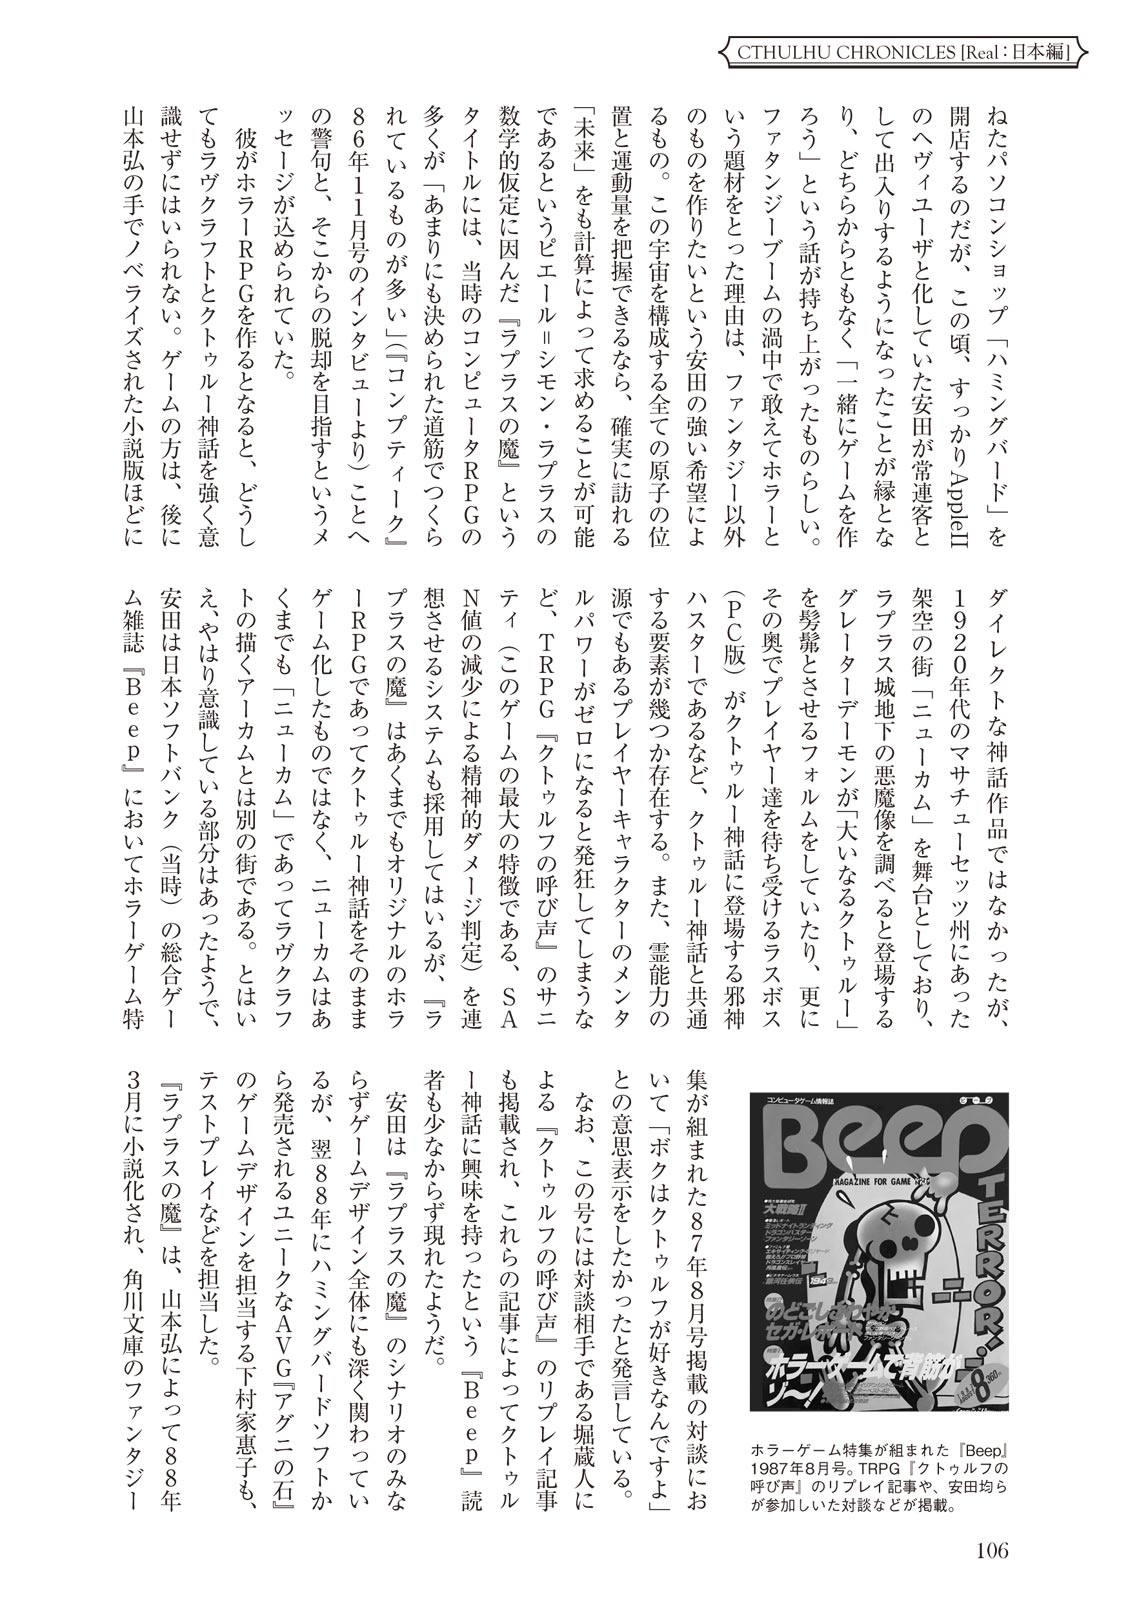 CTHULHU CHRONICLES [Real：日本編]
ねたパソコンショップ「ハミングバード」を
開店するのだが、この頃、すっかりAppleII
のヘヴィユーザと化していた安田が常連客と
して出入りするようになったことが縁とな
り、どちらからともなく「一緒にゲームを作
ろう」という話が持ち上がったものらしい。
ファタンジーブームの渦中で敢えてホラーと
いう題材をとった理由は、ファンタジー以外
のものを作りたいという安田の強い希望によ
るもの。この宇宙を構成する全ての原子の位
置と運動量を把握できるなら、確実に訪れる
「未来」をも計算によって求めることが可能
であるというピエール＝シモン・ラプラスの
数学的仮定に因んだ『ラプラスの魔』という
タイトルには、当時のコンピュータRPGの
多くが「あまりにも決められた道筋でつくら
れているものが多い」（『コンプティーク』
86年11月号のインタビューより）ことへ
の警句と、そこからの脱却を目指すというメ
ッセージが込められていた。
彼がホラーRPGを作るとなると、どうし
てもラヴクラフトとクトゥルー神話を強く意
識せずにはいられない。ゲームの方は、後に
山本弘の手でノベライズされた小説版ほどに
ダイレクトな神話作品ではなかったが、
1920年代のマサチューセッツ州にあった
架空の街「ニューカム」を舞台としており、
ラプラス城地下の悪魔像を調べると登場する
グレーターデーモンが「大いなるクトゥルー」
を髣髴とさせるフォルムをしていたり、更に
その奥でプレイヤー達を待ち受けるラスボス
（PC版）がクトゥルー神話に登場する邪神
ハスターであるなど、クトゥルー神話と共通
する要素が幾つか存在する。また、霊能力の
源でもあるプレイヤーキャラクターのメンタ
ルパワーがゼロになると発狂してしまうな
ど、TRPG『クトゥルフの呼び声』のサニ
ティ（このゲームの最大の特徴である、SA
N値の減少による精神的ダメージ判定）を連
想させるシステムも採用してはいるが、『ラ
プラスの魔』はあくまでもオリジナルのホラ
ーRPGであってクトゥルー神話をそのまま
ゲーム化したものではなく、ニューカムはあ
くまでも「ニューカム」であってラヴクラフ
トの描くアーカムとは別の街である。とはい
え、やはり意識している部分はあったようで、
安田は日本ソフトバンク（当時）の総合ゲー
ム雑誌『Beep』においてホラーゲーム特
コンピュータゲーム情報誌
ビープ
Beep
MAGAZINE FOR GAME
TERROR!
大戦略II
ミッドナイトランディング
ホラーゲームで背筋が
ゾ〜!
8
ホラーゲーム特集が組まれた『Beep』
1987年8月号。TRPG『クトゥルフの
呼び声』のリプレイ記事や、安田均ら
が参加しいた対談などが掲載。
集が組まれた87年8月号掲載の対談にお
いて「ボクはクトゥルフが好きなんですよ」
との意思表示をしたかったと発言している。
なお、この号には対談相手である堀蔵人に
よる『クトゥルフの呼び声』のリプレイ記事
も掲載され、これらの記事によってクトゥル
ー神話に興味を持ったという『Beep』読
者も少なからず現れたようだ。
安田は『ラプラスの魔』のシナリオのみな
らずゲームデザイン全体にも深く関わってい
るが、翌88年にハミングバードソフトか
ら発売されるユニークなAVG『アグニの石』
のゲームデザインを担当する下村家惠子も、
テストプレイなどを担当した。
『ラプラスの魔』は、山本弘によって88年
3月に小説化され、角川文庫のファンタジー
106